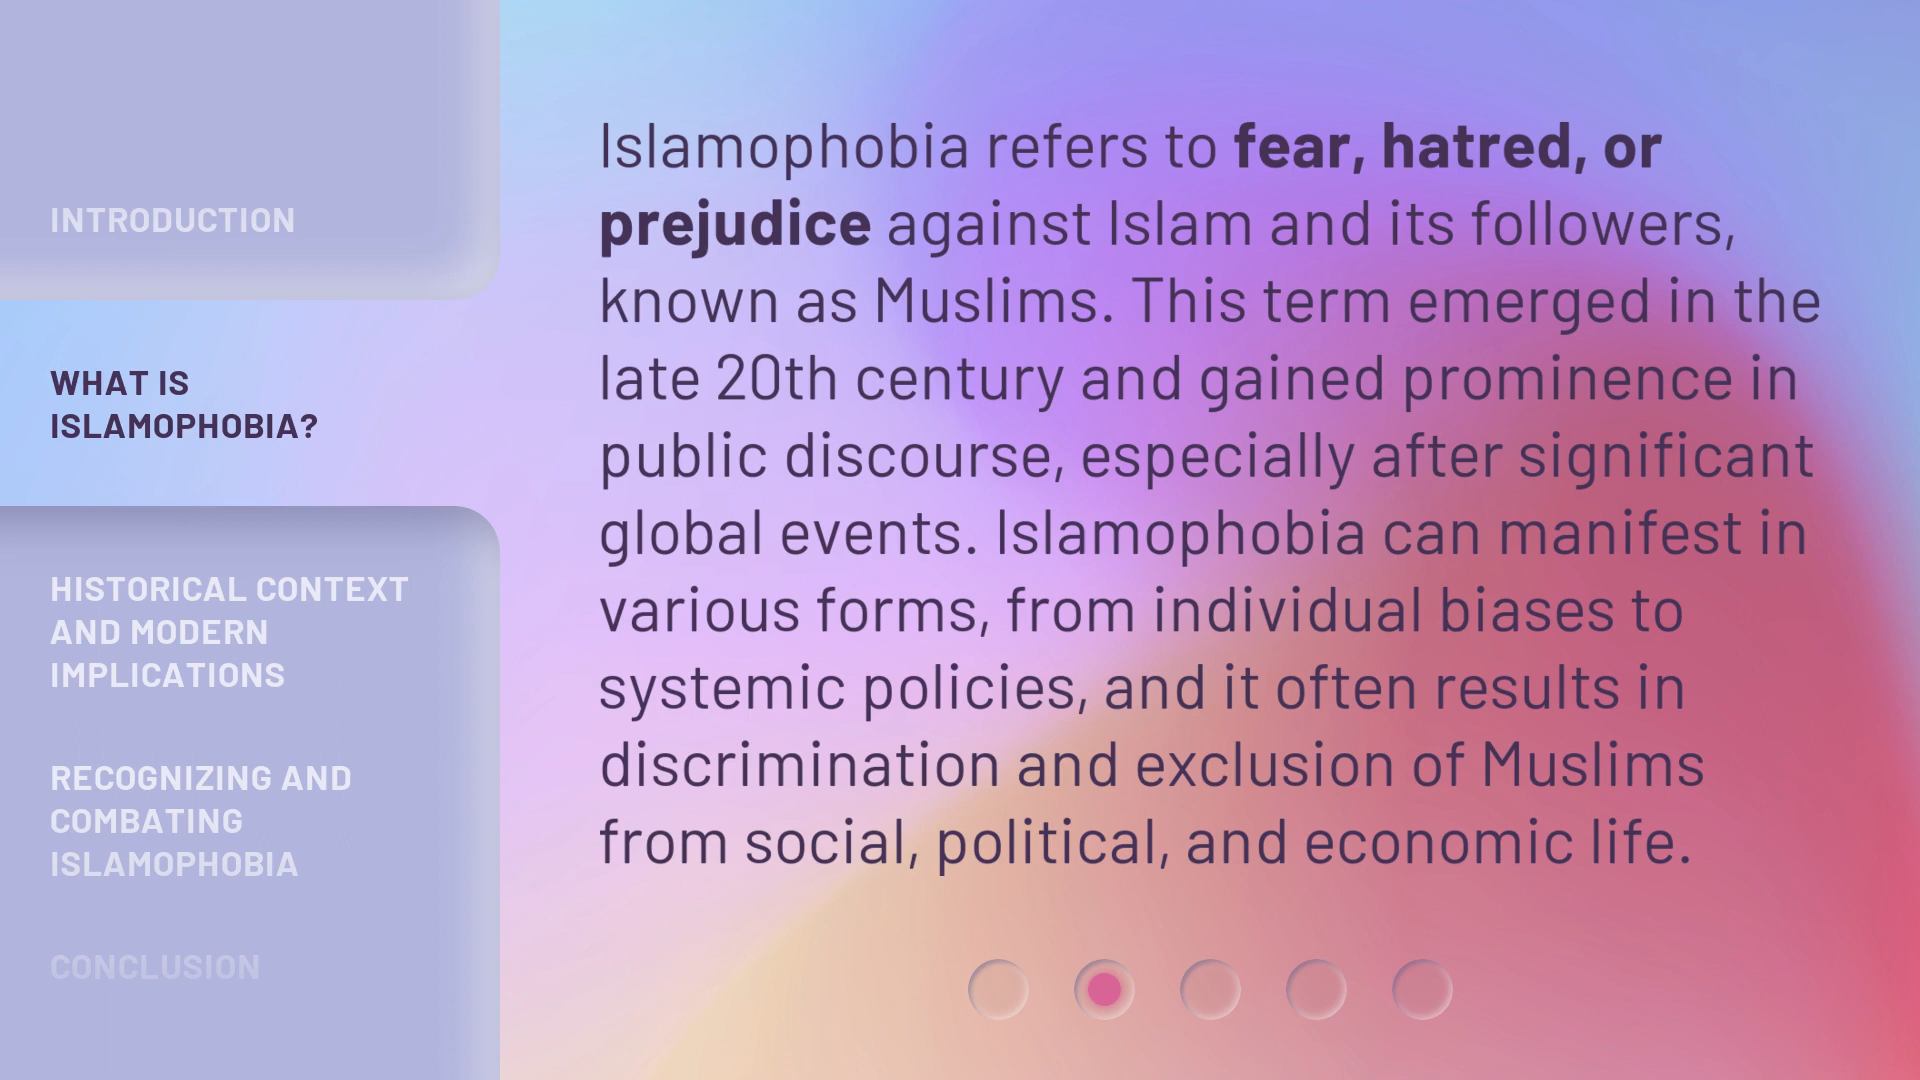 INTRODUCTION
WHAT IS
ISLAMOPHOBIA?
HISTORICAL CONTEXT
AND MODERN
IMPLICATIONS
RECOGNIZING AND
COMBATING
ISLAMOPHOBIA
CONCLUSION
Islamophobia refers to fear, hatred, or
prejudice against Islam and its followers,
known as Muslims. This term emerged in the
late 20th century and gained prominence in
public discourse, especially after significant
global events. Islamophobia can manifest in
various forms, from individual biases to
systemic policies, and it often results in
discrimination and exclusion of Muslims
from social, political, and economic life.